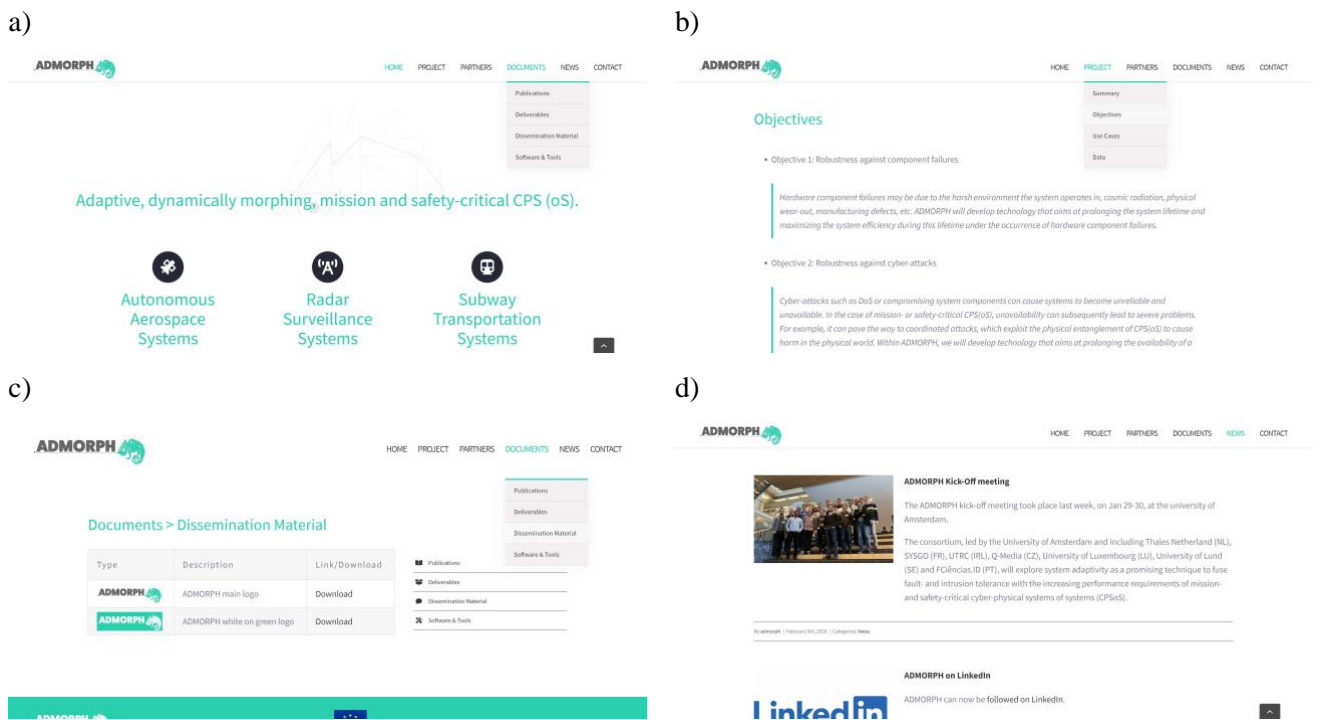 a)
ADMORPH
HOME PROJECT PARTNERS DOCUMENTS NEWS CONTACT
Publications
Deliverables
Dissemination Material
Software & Tools
Adaptive, dynamically morphing, mission and safety-critical CPS (oS).
Autonomous
Aerospace
Systems
Radar
Surveillance
Systems
Subway
Transportation
Systems
b)
ADMORPH
HOME PROJECT PARTNERS DOCUMENTS NEWS CONTACT
Summary
Objectives
Use Cases
Data
Objectives
• Objective 1: Robustness against component failures
Hardware component failures may be due to the harsh environment the system operates in, cosmic radiation, physical
wear-out, manufacturing defects, etc. ADMORPH will develop technology that aims at prolonging the system lifetime and
maximizing the system efficiency during this lifetime under the occurrence of hardware component failures.
• Objective 2: Robustness against cyber-attacks
Cyber-attacks such as DoS or compromising system components can cause systems to become unreliable and
unavailable. In the case of mission- or safety-critical CPS(oS), unavailability can subsequently lead to severe problems.
For example, it can pave the way to coordinated attacks, which exploit the physical entanglement of CPS(oS) to cause
harm in the physical world. Within ADMORPH, we will develop technology that aims at prolonging the availability of a
c)
ADMORPH
HOME PROJECT PARTNERS DOCUMENTS NEWS CONTACT
Publications
Deliverables
Dissemination Material
Software & Tools
Documents > Dissemination Material
Type Description Link/Download
ADMORPH ADMORPH main logo Download
ADMORPH ADMORPH white on green logo Download
Publications
Deliverables
Dissemination Material
Software & Tools
ADMORPH
d)
ADMORPH
HOME PROJECT PARTNERS DOCUMENTS NEWS CONTACT
ADMORPH Kick-Off meeting
The ADMORPH kick-off meeting took place last week, on Jan 29-30, at the university of
Amsterdam.
The consortium, led by the University of Amsterdam and including Thales Netherland (NL),
SYSGO (FR), UTRC (IRL), Q-Media (CZ), University of Luxembourg (LU), University of Lund
(SE) and FCiências.ID (PT), will explore system adaptivity as a promising technique to fuse
fault- and intrusion tolerance with the increasing performance requirements of mission-
and safety-critical cyber-physical systems of systems (CPSoS).
By admorph | February 9th, 2020 | Categories: News
ADMORPH on LinkedIn
ADMORPH can now be followed on LinkedIn.
Linked in